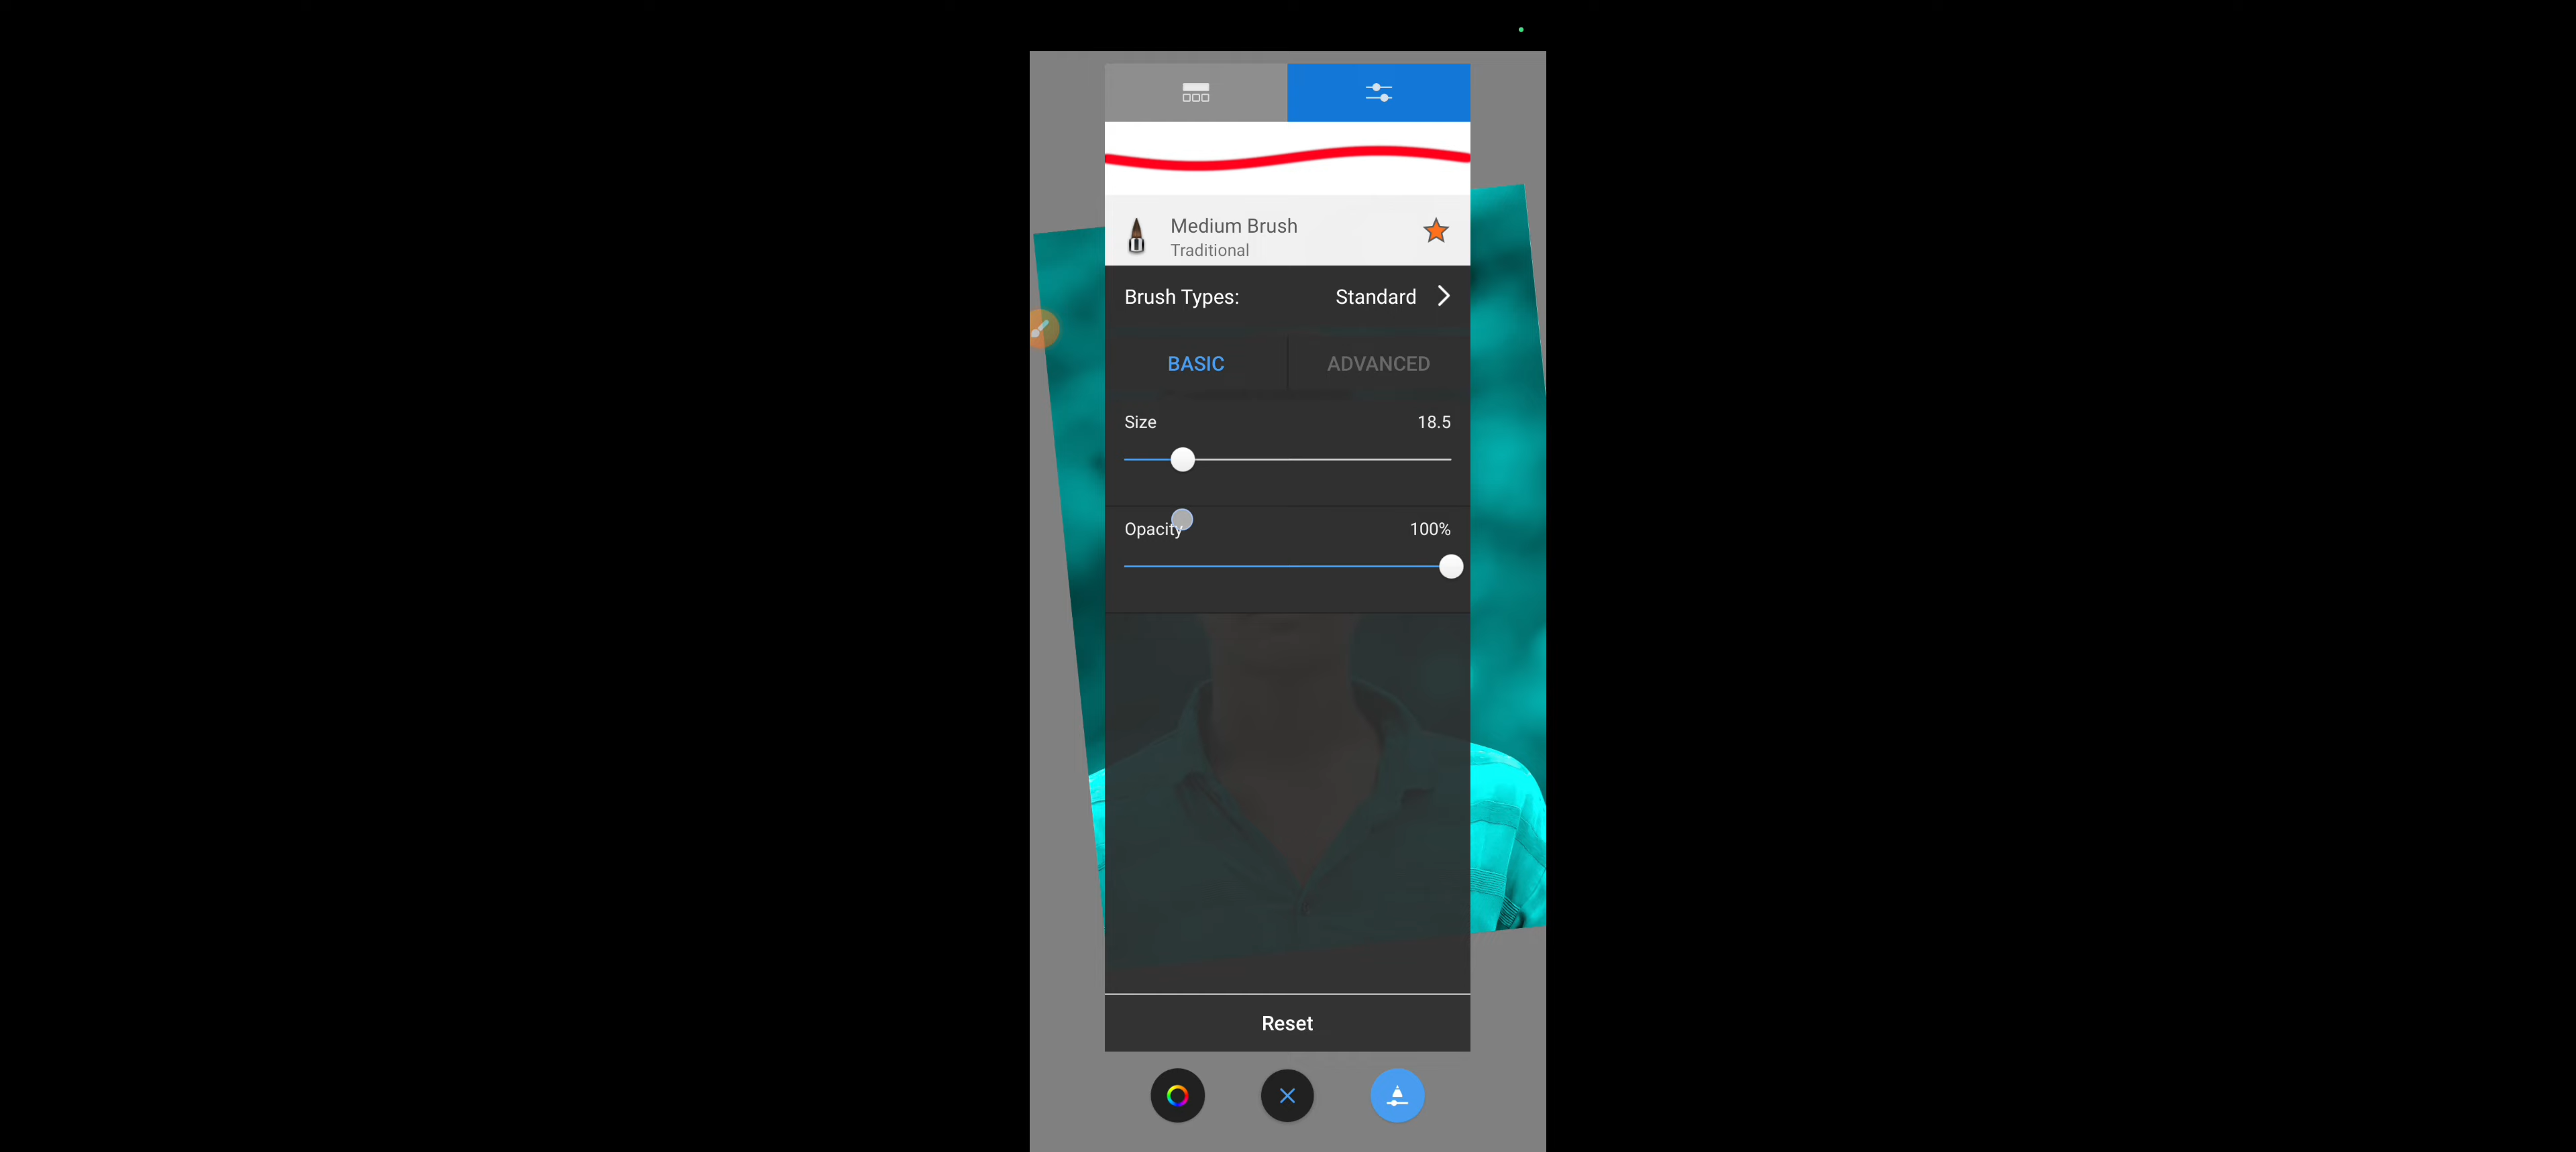 Medium Brush
Traditional
Brush Types: Standard
BASIC ADVANCED
Size 18.5
Opacity 100%
Reset